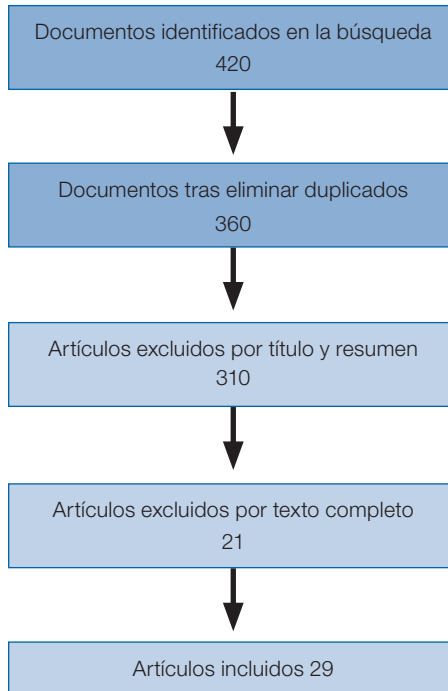 Documentos identificados en la búsqueda
420
Documentos tras eliminar duplicados
360
Artículos excluidos por título y resumen
310
Artículos excluidos por texto completo
21
Artículos incluidos 29